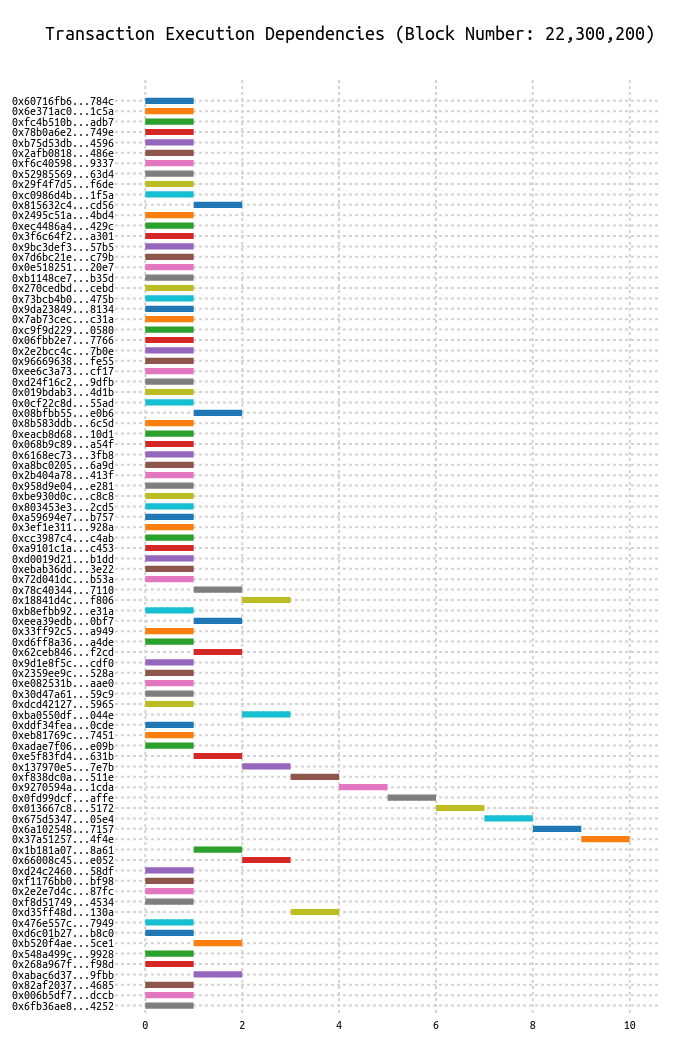 Transaction Execution Dependencies (Block Number: 22,300,200)
0x60716fb6...784c
0x6e371ac0...1c5a
0xfc4b510b...adb7
0x78b0a6e2...749e
0xb75d53db...4596
0x2afb0818...486e
0xf6c40598...9337
0x52985569...63d4
0x29f4f7d5...f6de
0xc0986d4b...1f5a
0x815632c4...cd56
0x2495c51a...4bd4
0xec4486a4...429c
0x3f6c64f2...a301
0x9bc3def3...57b5
0x7d6bc21e...c79b
0x0e518251...20e7
0xb1148ce7...b35d
0x270cedbd...cebd
0x73bcb4b0...475b
0x9da23849...8134
0x7ab73cec...c31a
0xc9f9d229...0580
0x06fbb2e7...7766
0x2e2bcc4c...7b0e
0x96669638...fe55
0xee6c3a73...cf17
0xd24f16c2...9dfb
0x019bdab3...4d1b
0x0cf22c8d...55ad
0x08bfbb55...e0b6
0x8b583ddb...6c5d
0xeacb8d68...10d1
0x068b9c89...a54f
0x6168ec73...3fb8
0xa8bc0205...6a9d
0x2b404a78...413f
0x958d9e04...e281
0xbe930d0c...c8c8
0x803453e3...2cd5
0xa59694e7...b757
0x3ef1e311...928a
0xcc3987c4...c4ab
0xa9101c1a...c453
0xd0019d21...b1dd
0xebab36dd...3e22
0x72d041dc...b53a
0x78c40344...7110
0x18841d4c...f806
0xb8efbb92...e31a
0xeea39edb...0bf7
0x33ff92c5...a949
0xd6ff8a36...a4de
0x62ceb846...f2cd
0x9d1e8f5c...cdf0
0x2359ee9c...528a
0xe082531b...aae0
0x30d47a61...59c9
0xdcd42127...5965
0xba0550df...044e
0xddf34fea...0cde
0xeb81769c...7451
0xadae7f06...e09b
0xe5f83fd4...631b
0x137970e5...7e7b
0xf838dc0a...511e
0x9270594a...1cda
0x0fd99dcf...affe
0x013667c8...5172
0x675d5347...05e4
0x6a102548...7157
0x37a51257...4f4e
0x1b181a07...8a61
0x66008c45...e052
0xd24c2460...58df
0xf1176bb0...bf98
0x2e2e7d4c...87fc
0xf8d51749...4534
0xd35ff48d...130a
0x476e557c...7949
0xd6c01b27...b8c0
0xb520f4ae...5ce1
0x548a499c...9928
0x268a967f...f98d
0xabac6d37...9fbb
0x82af2037...4685
0x006b5df7...dccb
0x6fb36ae8...4252
0 2 4 6 8 10